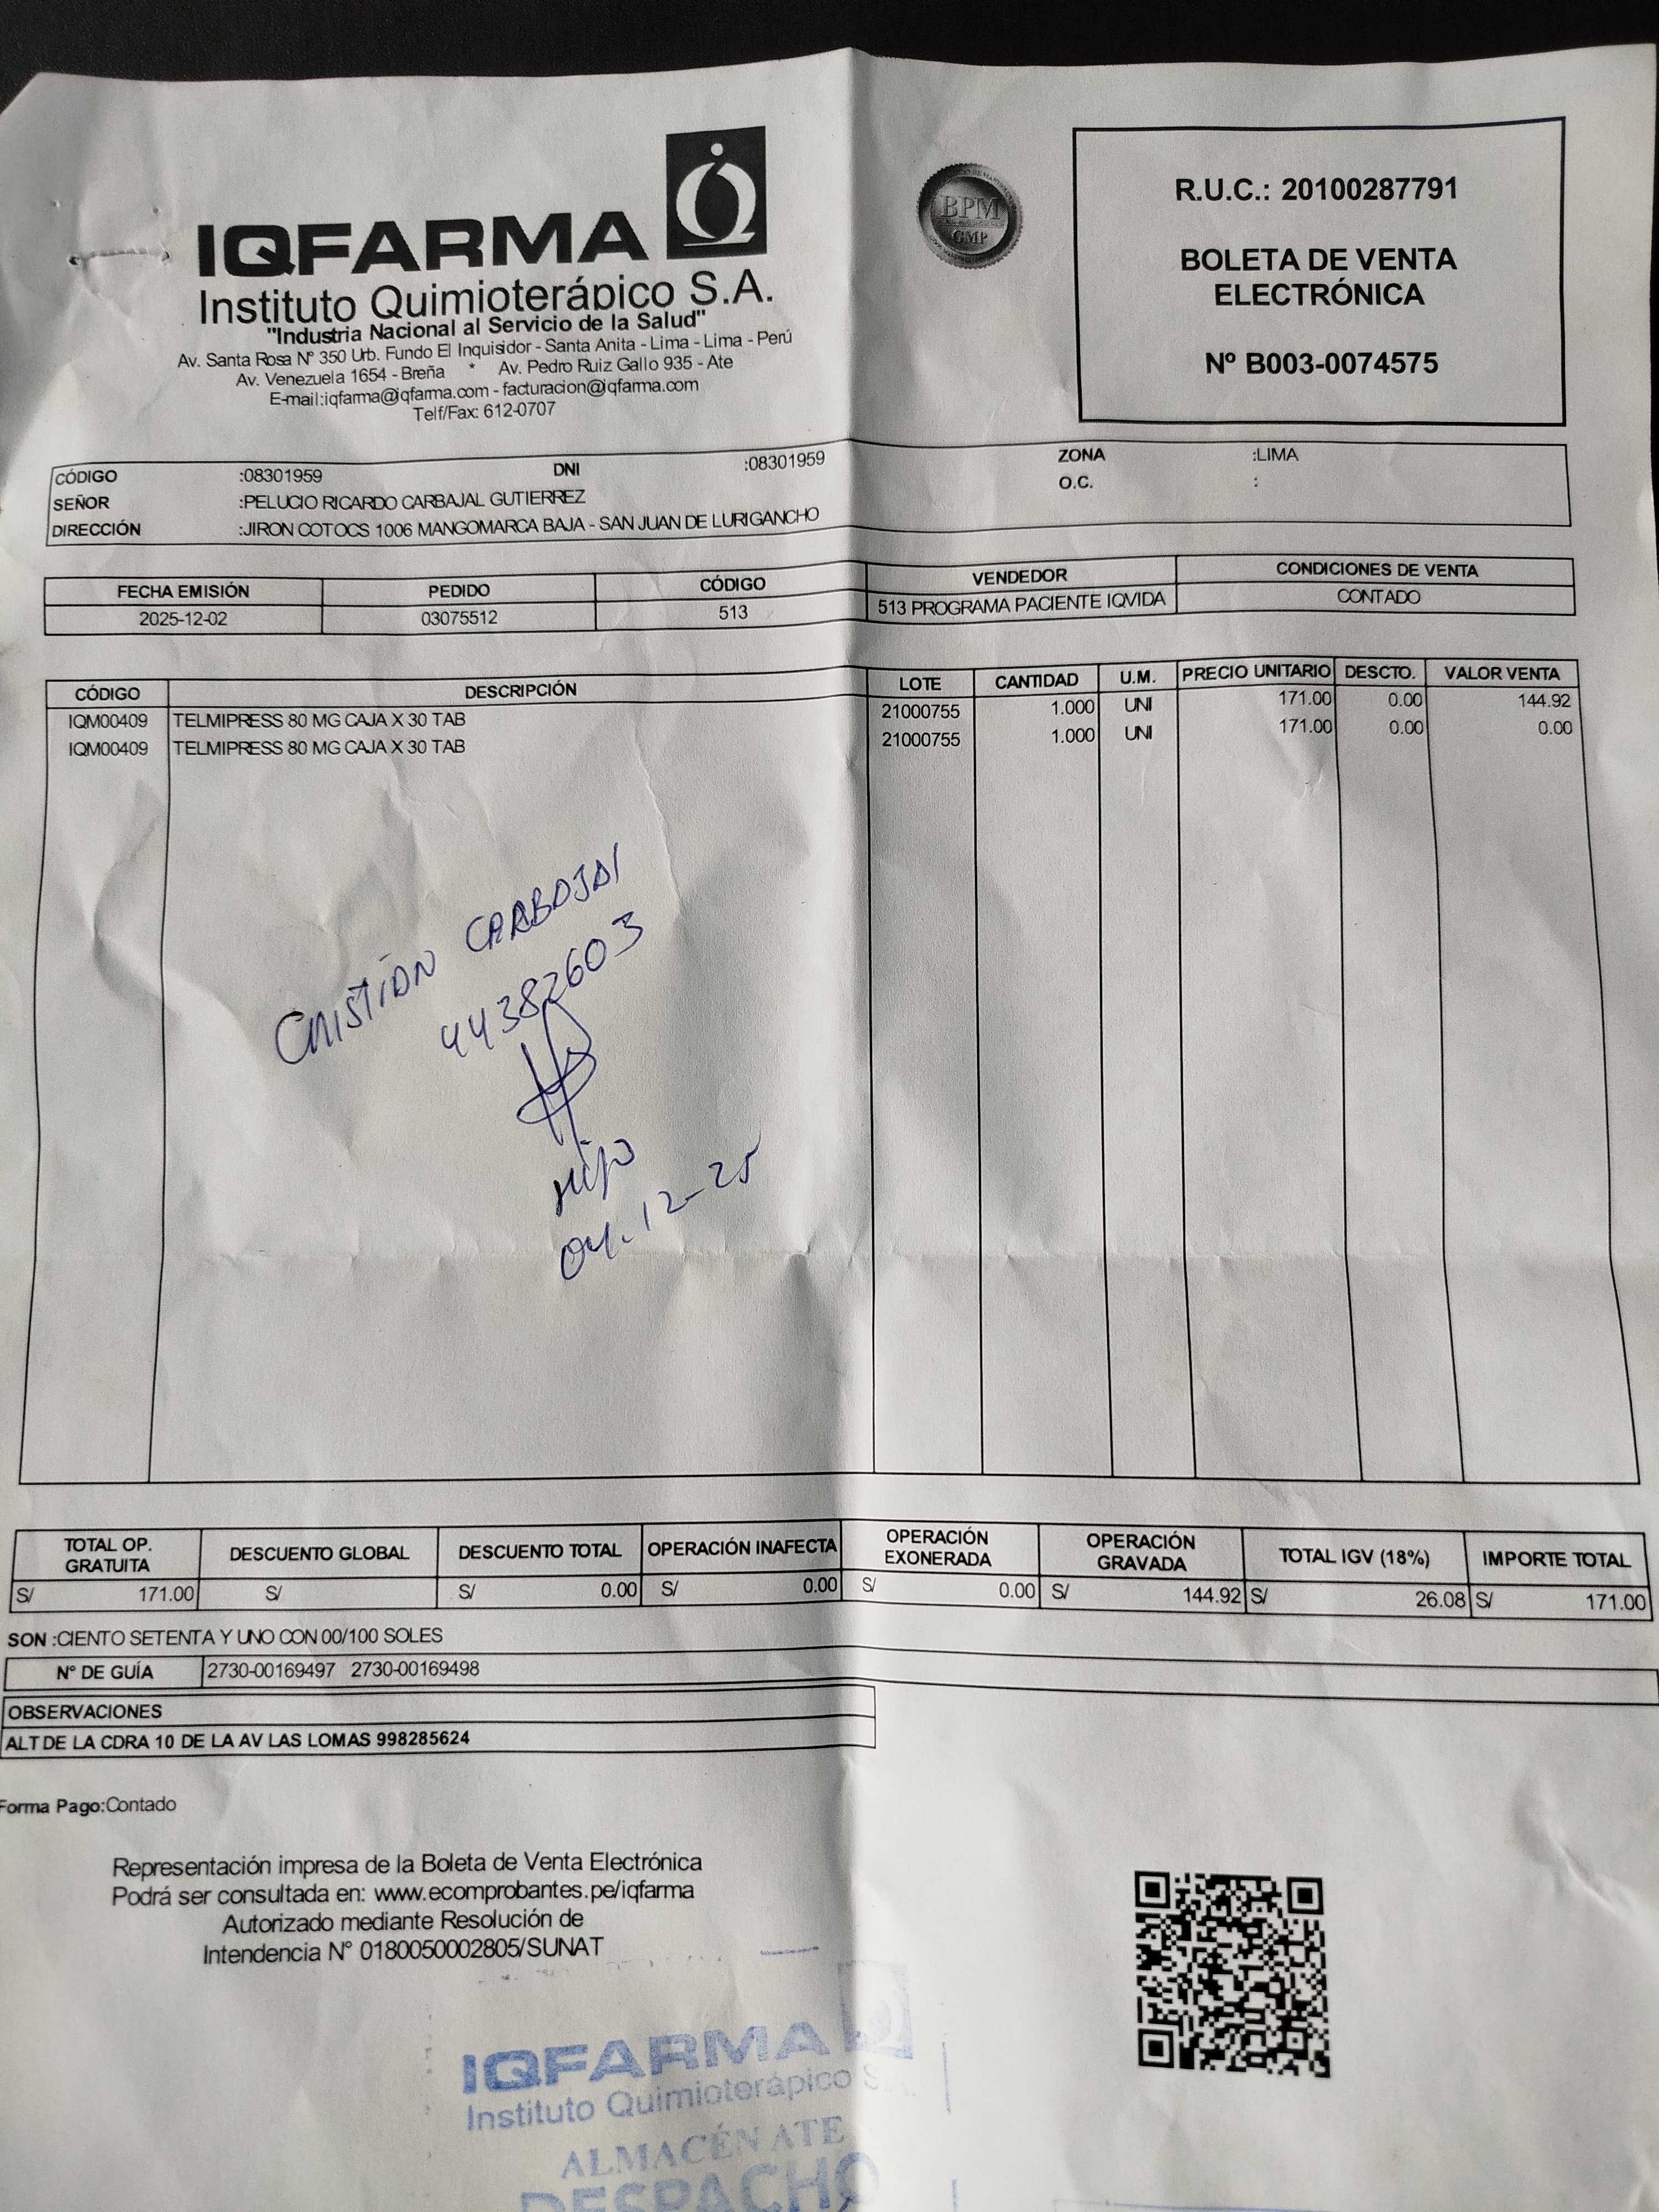 IQFARMA
Instituto Quimioterápico S.A.
"Industria Nacional al Servicio de la Salud"
Av. Santa Rosa N° 350 Urb. Fundo El Inquisidor - Santa Anita - Lima - Lima - Perú
Av. Venezuela 1654 - Breña * Av. Pedro Ruiz Gallo 935 - Ate
E-mail:iqfarma@iqfarma.com - facturacion@iqfarma.com
Telf/Fax: 612-0707
BPM
GMP
R.U.C.: 20100287791
BOLETA DE VENTA
ELECTRÓNICA
Nº B003-0074575
CÓDIGO :08301959 DNI :08301959 ZONA :LIMA
SEÑOR :PELUCIO RICARDO CARBAJAL GUTIERREZ O.C. :
DIRECCIÓN :JIRON COTOCS 1006 MANGOMARCA BAJA - SAN JUAN DE LURIGANCHO
FECHA EMISIÓN PEDIDO CÓDIGO VENDEDOR CONDICIONES DE VENTA
2025-12-02 03075512 513 513 PROGRAMA PACIENTE IQVIDA CONTADO
CÓDIGO DESCRIPCIÓN LOTE CANTIDAD U.M. PRECIO UNITARIO DESCTO. VALOR VENTA
IQM00409 TELMIPRESS 80 MG CAJA X 30 TAB 21000755 1.000 UNI 171.00 0.00 144.92
IQM00409 TELMIPRESS 80 MG CAJA X 30 TAB 21000755 1.000 UNI 171.00 0.00 0.00
CRISTIAN CARBAJAL
44382603
Hijo
04.12-25
TOTAL OP. GRATUITA DESCUENTO GLOBAL DESCUENTO TOTAL OPERACIÓN INAFECTA OPERACIÓN EXONERADA OPERACIÓN GRAVADA TOTAL IGV (18%) IMPORTE TOTAL
S/ 171.00 S/ S/ 0.00 S/ 0.00 S/ 0.00 S/ 144.92 S/ 26.08 S/ 171.00
SON :CIENTO SETENTA Y UNO CON 00/100 SOLES
N° DE GUÍA 2730-00169497 2730-00169498
OBSERVACIONES
ALT DE LA CDRA 10 DE LA AV LAS LOMAS 998285624
Forma Pago:Contado
Representación impresa de la Boleta de Venta Electrónica
Podrá ser consultada en: www.ecomprobantes.pe/iqfarma
Autorizado mediante Resolución de
Intendencia N° 0180050002805/SUNAT
IQFARMA
Instituto Quimioterápico S.A.
ALMACÉN ATE
DESPACHO